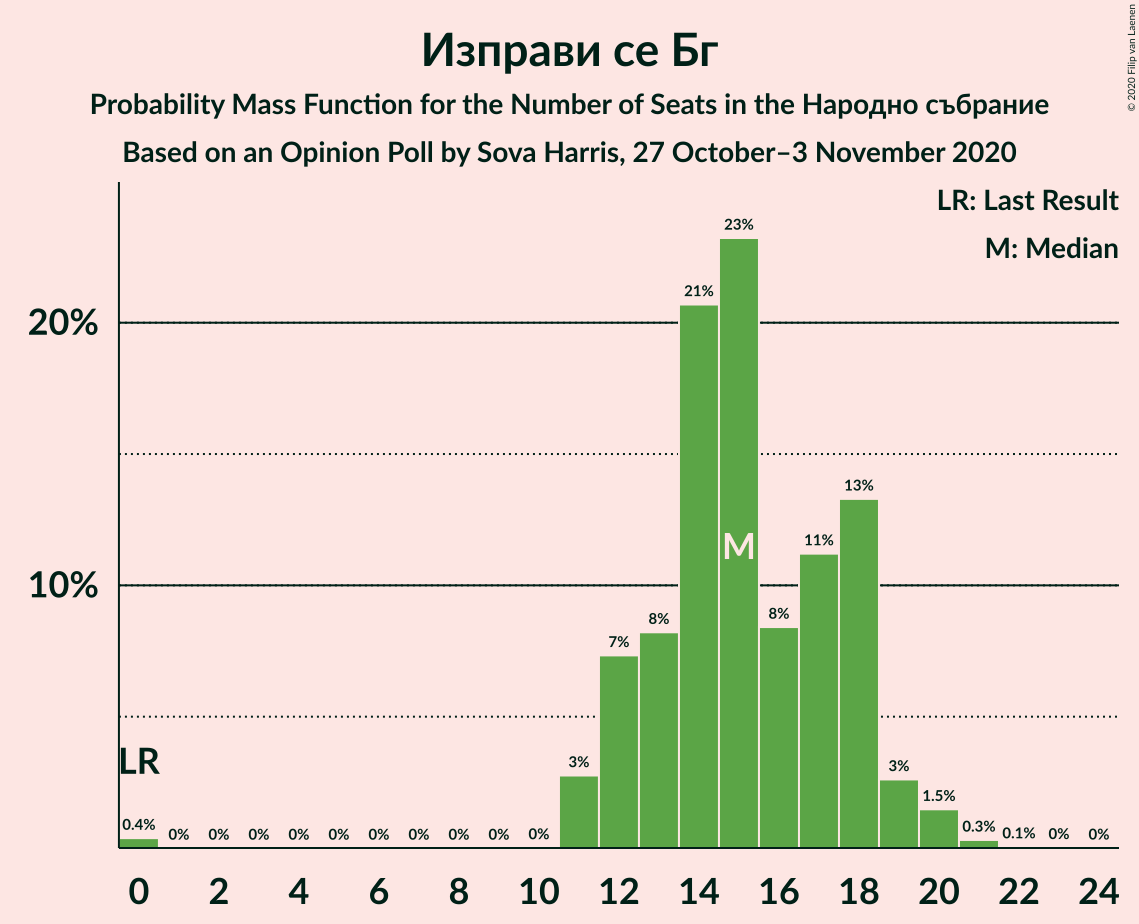 Изправи се Бг
Probability Mass Function for the Number of Seats in the Народно събрание
Based on an Opinion Poll by Sova Harris, 27 October–3 November 2020
© 2020 Filip van Laenen
LR: Last Result
M: Median
23%
21%
20%
13%
11%
M
10%
8%
8%
7%
LR
3%
3%
1.5%
0.4% 0% 0% 0% 0% 0% 0% 0% 0% 0% 0% 0.3% 0.1% 0% 0%
0 2 4 6 8 10 12 14 16 18 20 22 24